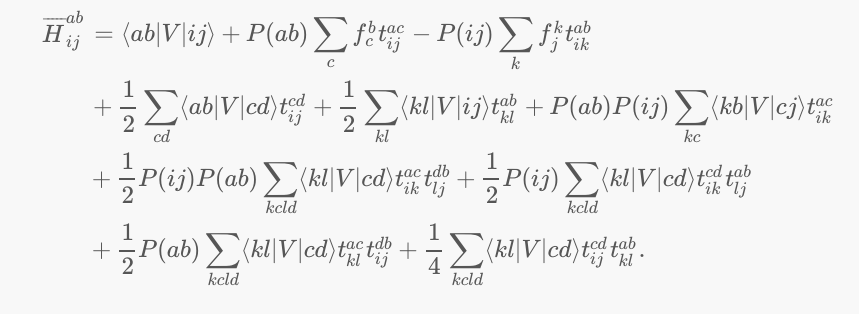 $\overline{H}_{ij}^{ab} = \langle ab|V|ij\rangle + P(ab)\sum_{c} f_c^b t_{ij}^{ac} - P(ij)\sum_{k} f_j^k t_{ik}^{ab}$
$+ \frac{1}{2}\sum_{cd}\langle ab|V|cd\rangle t_{ij}^{cd} + \frac{1}{2}\sum_{kl}\langle kl|V|ij\rangle t_{kl}^{ab} + P(ab)P(ij)\sum_{kc}\langle kb|V|cj\rangle t_{ik}^{ac}$
$+ \frac{1}{2}P(ij)P(ab)\sum_{kcld}\langle kl|V|cd\rangle t_{ik}^{ac}t_{lj}^{db} + \frac{1}{2}P(ij)\sum_{kcld}\langle kl|V|cd\rangle t_{ik}^{cd}t_{lj}^{ab}$
$+ \frac{1}{2}P(ab)\sum_{kcld}\langle kl|V|cd\rangle t_{kl}^{ac}t_{ij}^{db} + \frac{1}{4}\sum_{kcld}\langle kl|V|cd\rangle t_{ij}^{cd}t_{kl}^{ab}.$